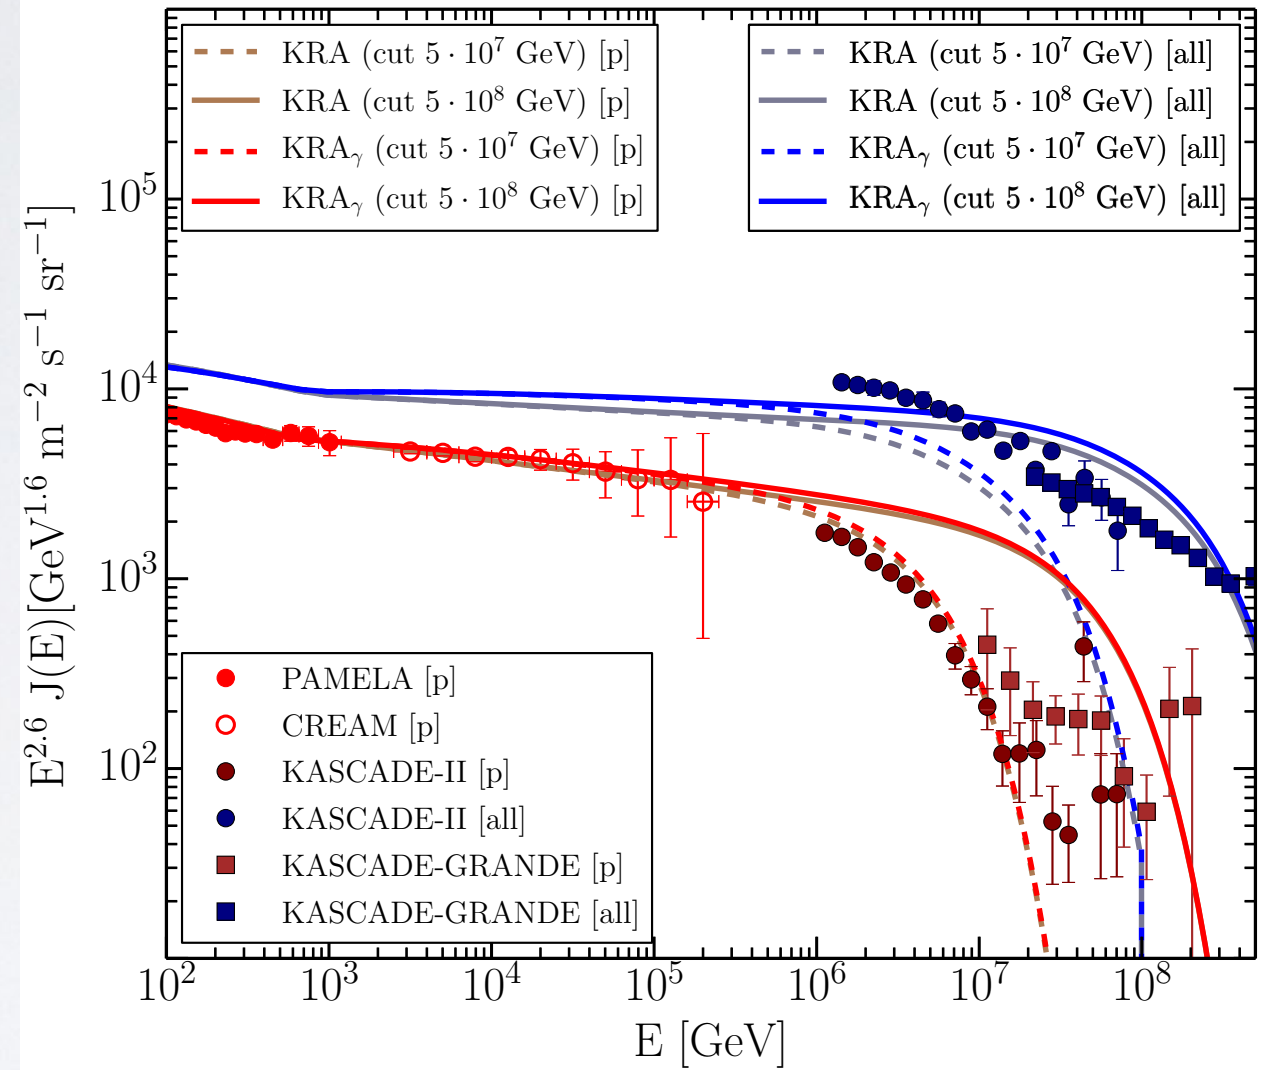 KRA (cut 5 · 10⁷ GeV) [p]
KRA (cut 5 · 10⁸ GeV) [p]
KRAγ (cut 5 · 10⁷ GeV) [p]
KRAγ (cut 5 · 10⁸ GeV) [p]
KRA (cut 5 · 10⁷ GeV) [all]
KRA (cut 5 · 10⁸ GeV) [all]
KRAγ (cut 5 · 10⁷ GeV) [all]
KRAγ (cut 5 · 10⁸ GeV) [all]
E²·⁶ J(E)[GeV¹·⁶ m⁻² s⁻¹ sr⁻¹]
10⁵
10⁴
10³
10²
PAMELA [p]
CREAM [p]
KASCADE-II [p]
KASCADE-II [all]
KASCADE-GRANDE [p]
KASCADE-GRANDE [all]
10² 10³ 10⁴ 10⁵ 10⁶ 10⁷ 10⁸
E [GeV]